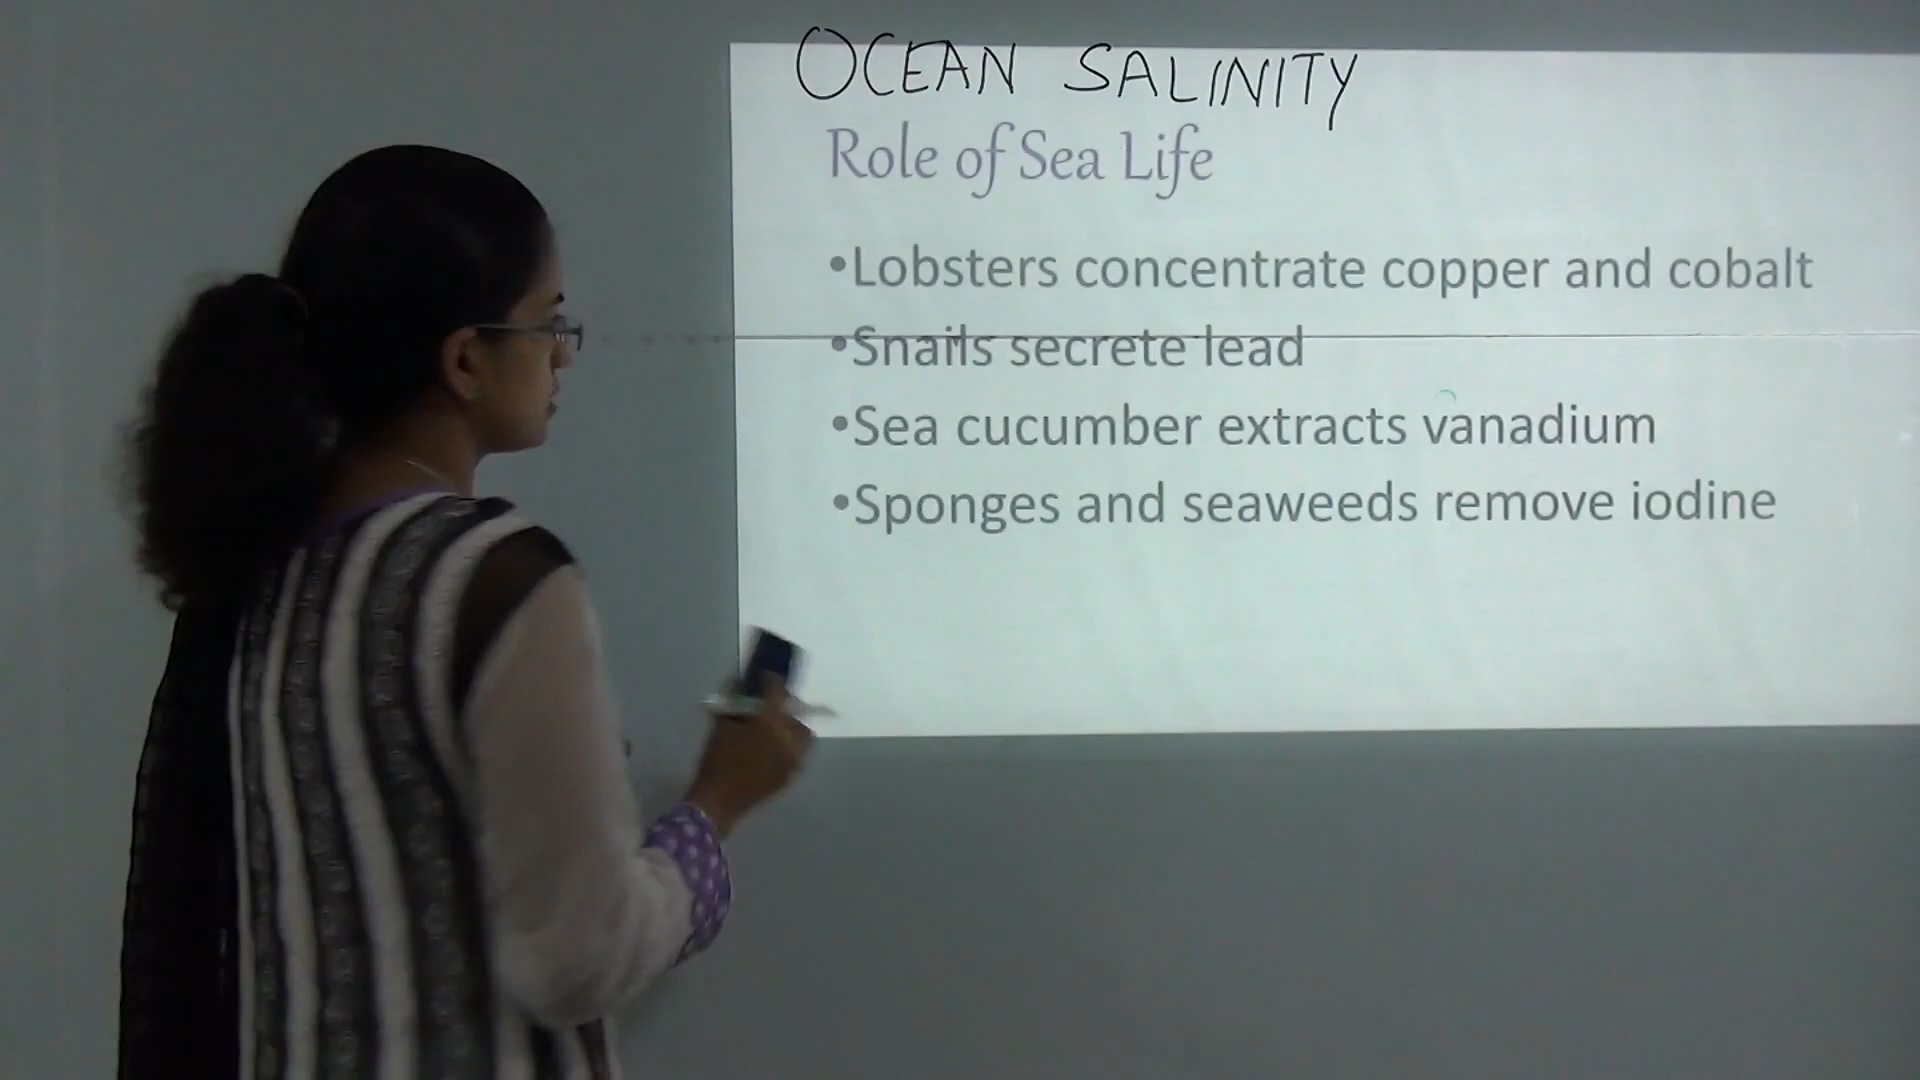 OCEAN SALINITY
Role of Sea Life
•Lobsters concentrate copper and cobalt
•Snails secrete lead
•Sea cucumber extracts vanadium
•Sponges and seaweeds remove iodine